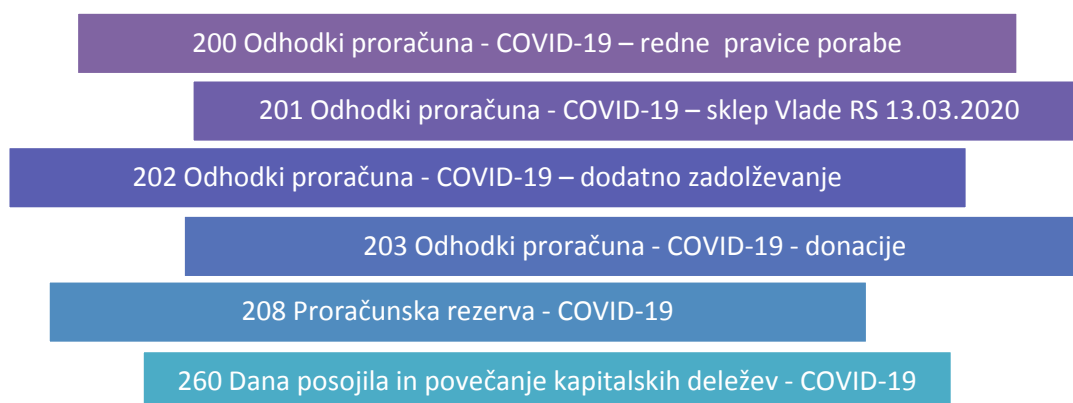 200 Odhodki proračuna - COVID-19 – redne  pravice porabe
201 Odhodki proračuna - COVID-19 – sklep Vlade RS 13.03.2020
202 Odhodki proračuna - COVID-19 – dodatno zadolževanje
203 Odhodki proračuna - COVID-19 - donacije
208 Proračunska rezerva - COVID-19
260 Dana posojila in povečanje kapitalskih deležev - COVID-19